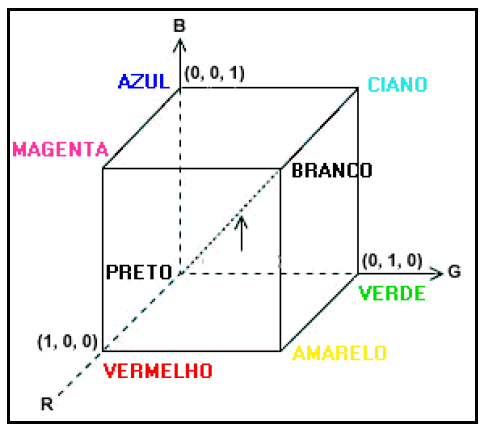 B
AZUL (0, 0, 1)
CIANO
MAGENTA
BRANCO
PRETO
(0, 1, 0) G
VERDE
(1, 0, 0)
AMARELO
VERMELHO
R